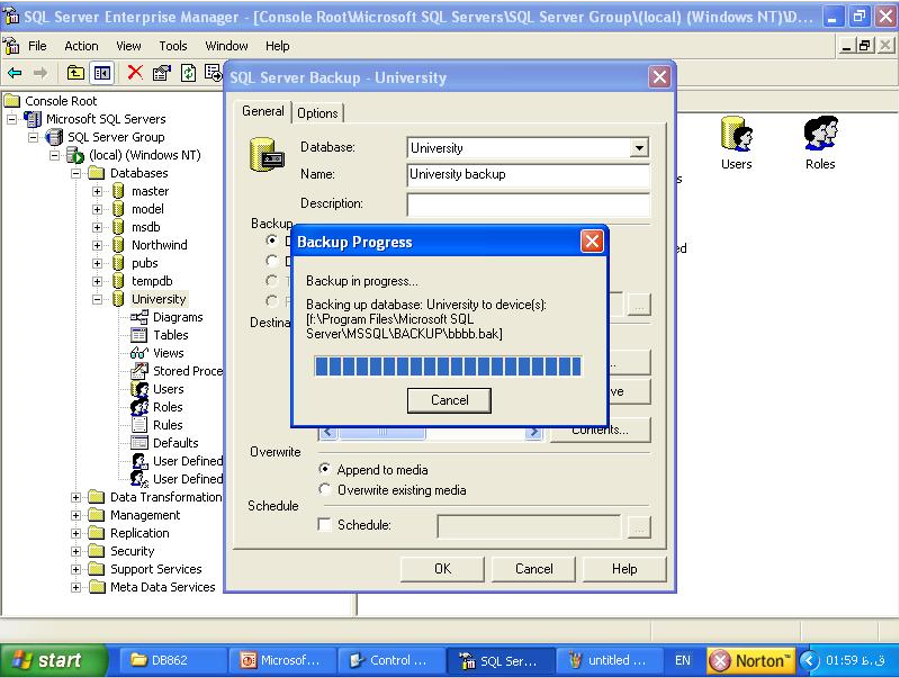 SQL Server Enterprise Manager - [Console Root\Microsoft SQL Servers\SQL Server Group\(local) (Windows NT)\D...
File Action View Tools Window Help
Console Root
Microsoft SQL Servers
SQL Server Group
(local) (Windows NT)
Databases
master
model
msdb
Northwind
pubs
tempdb
University
Diagrams
Tables
Views
Stored Proce
Users
Roles
Rules
Defaults
User Defined
User Defined
Data Transformation
Management
Replication
Security
Support Services
Meta Data Services
Users
Roles
SQL Server Backup - University
General Options
Database: University
Name: University backup
Description:
Backup
Destina
Contents...
Overwrite
Append to media
Overwrite existing media
Schedule
Schedule:
...
OK Cancel Help
Backup Progress
Backup in progress...
Backing up database: University to device(s):
[f:\Program Files\Microsoft SQL
Server\MSSQL\BACKUP\bbbb.bak]
Cancel
start DB862 Microsof... Control ... SQL Ser... untitled ... EN Norton™ 01:59 ق.ظ